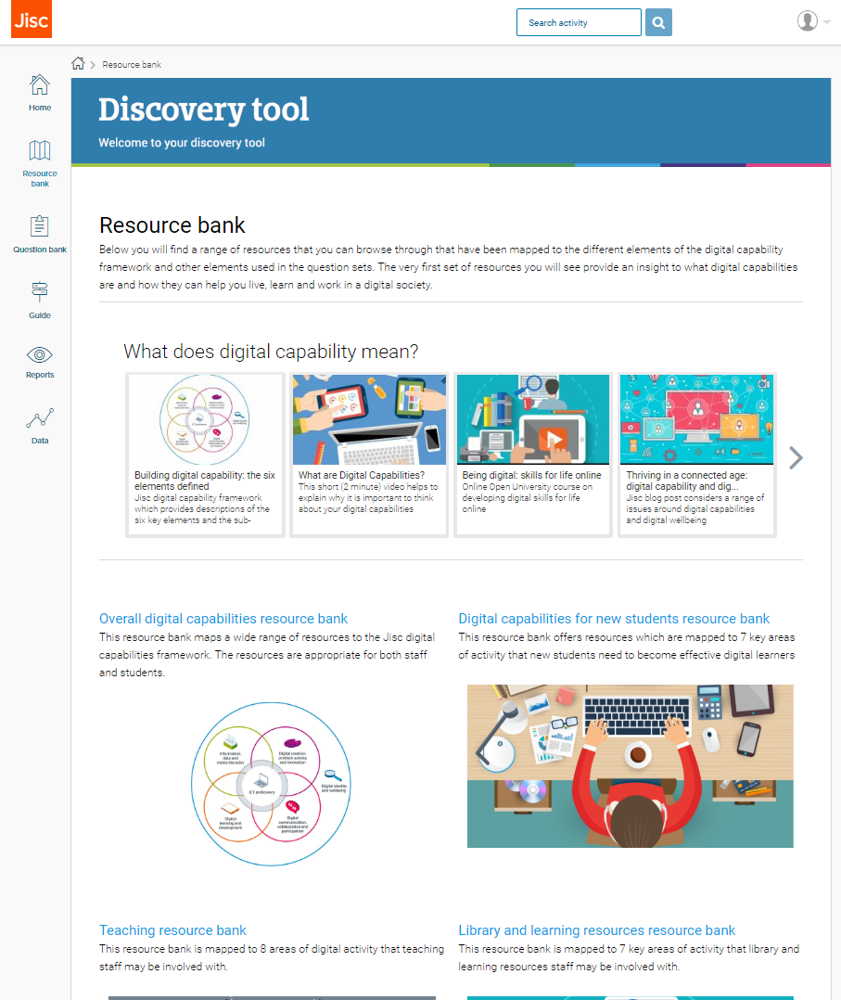 Jisc
Search activity
Resource bank
Home
Resource
bank
Question bank
Guide
Reports
Data
Discovery tool
Welcome to your discovery tool
Resource bank
Below you will find a range of resources that you can browse through that have been mapped to the different elements of the digital capability
framework and other elements used in the question sets. The very first set of resources you will see provide an insight to what digital capabilities
are and how they can help you live, learn and work in a digital society.
What does digital capability mean?
Building digital capability: the six
elements defined
Jisc digital capability framework
which provides descriptions of the
six key elements and the sub-
What are Digital Capabilities?
This short (2 minute) video helps to
explain why it is important to think
about your digital capabilities
Being digital: skills for life online
Online Open University course on
developing digital skills for life
online
Thriving in a connected age:
digital capability and dig...
Jisc blog post considers a range of
issues around digital capabilities
and digital wellbeing
Overall digital capabilities resource bank
This resource bank maps a wide range of resources to the Jisc digital
capabilities framework. The resources are appropriate for both staff
and students.
Information,
data and
media literacies
Digital creation,
problem solving
and innovation
ICT proficiency
Digital identity
and wellbeing
Digital
learning and
development
Digital
communication,
collaboration and
participation
Digital capabilities for new students resource bank
This resource bank offers resources which are mapped to 7 key areas
of activity that new students need to become effective digital learners
Teaching resource bank
This resource bank is mapped to 8 areas of digital activity that teaching
staff may be involved with.
Library and learning resources resource bank
This resource bank is mapped to 7 key areas of activity that library and
learning resources staff may be involved with.